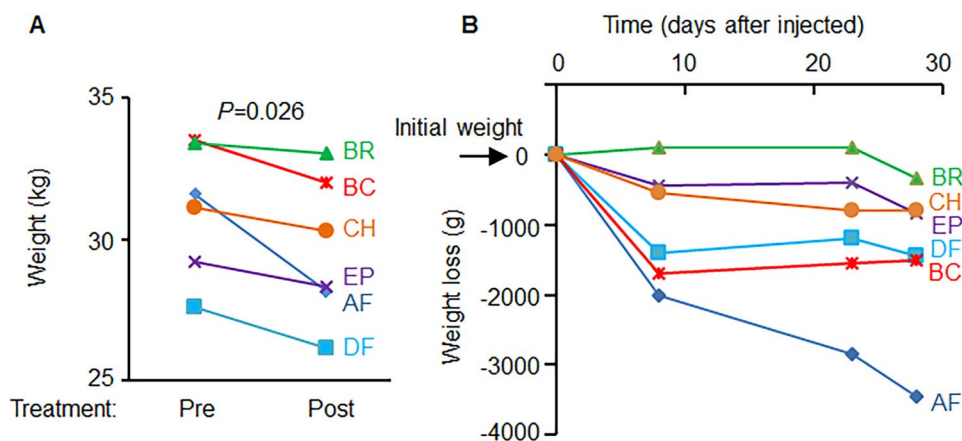 A
35
30
25
Weight (kg)
P=0.026
BR
BC
CH
EP
AF
DF
Treatment: Pre Post
B
Time (days after injected)
0 10 20 30
Initial weight
0
-1000
-2000
-3000
-4000
Weight loss (g)
BR
CH
EP
DF
BC
AF